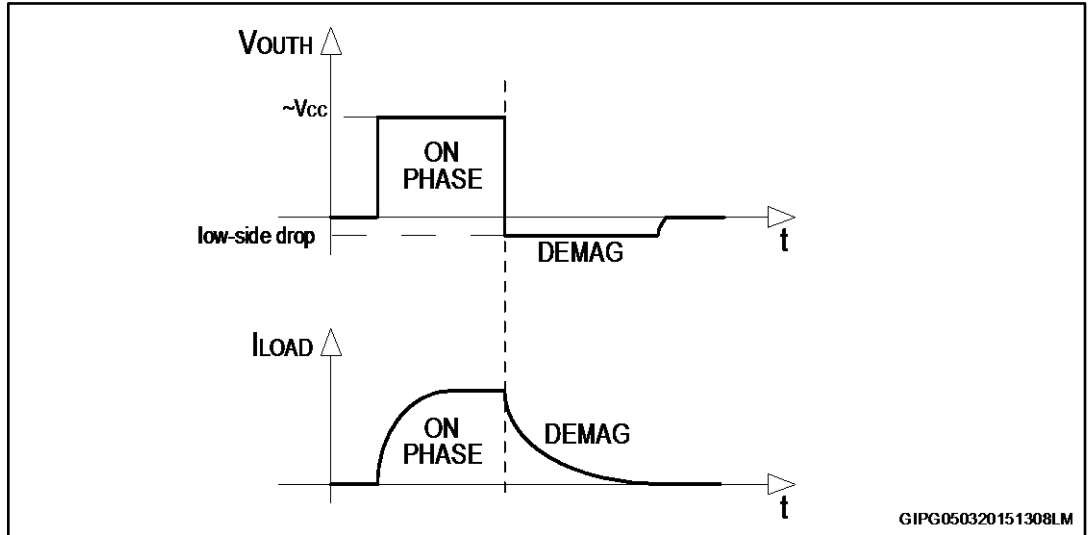 VOUTH
~Vcc
ON
PHASE
low-side drop
DEMAG
t
ILOAD
ON
PHASE
DEMAG
t
GIPG050320151308LM